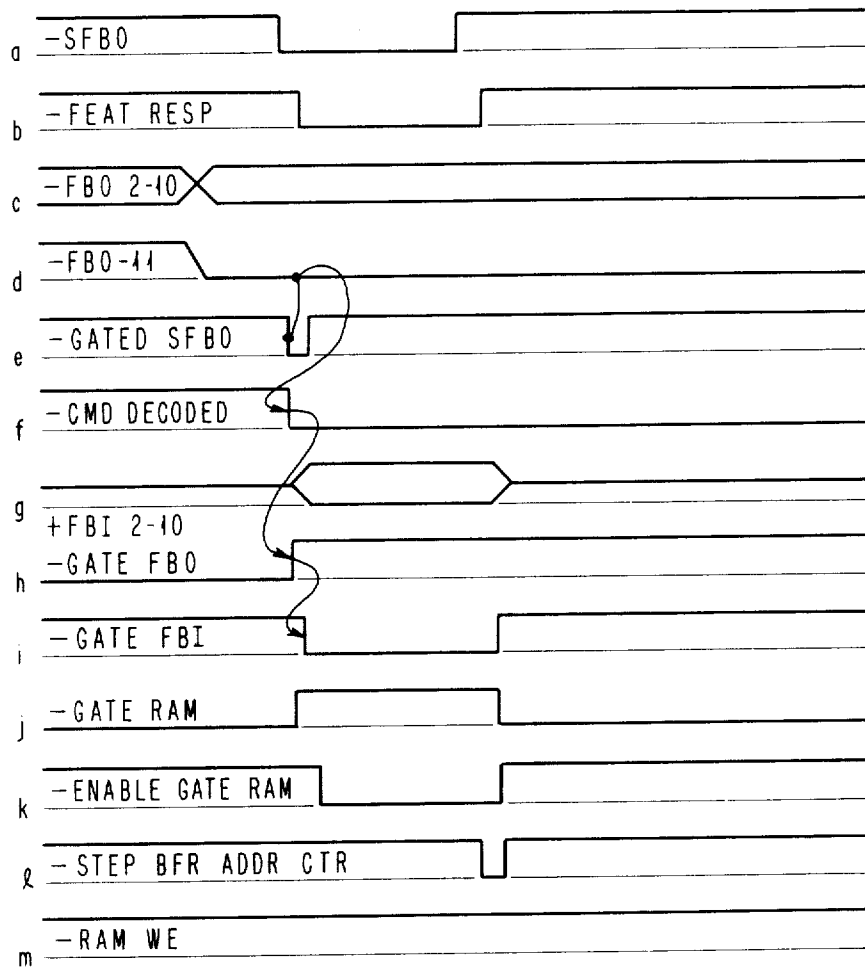 a -SFBO
b -FEAT RESP
c -FBO 2-10
d -FBO-11
e -GATED SFBO
f -CMD DECODED
g +FBI 2-10
h -GATE FBO
i -GATE FBI
j -GATE RAM
k -ENABLE GATE RAM
l -STEP BFR ADDR CTR
m -RAM WE